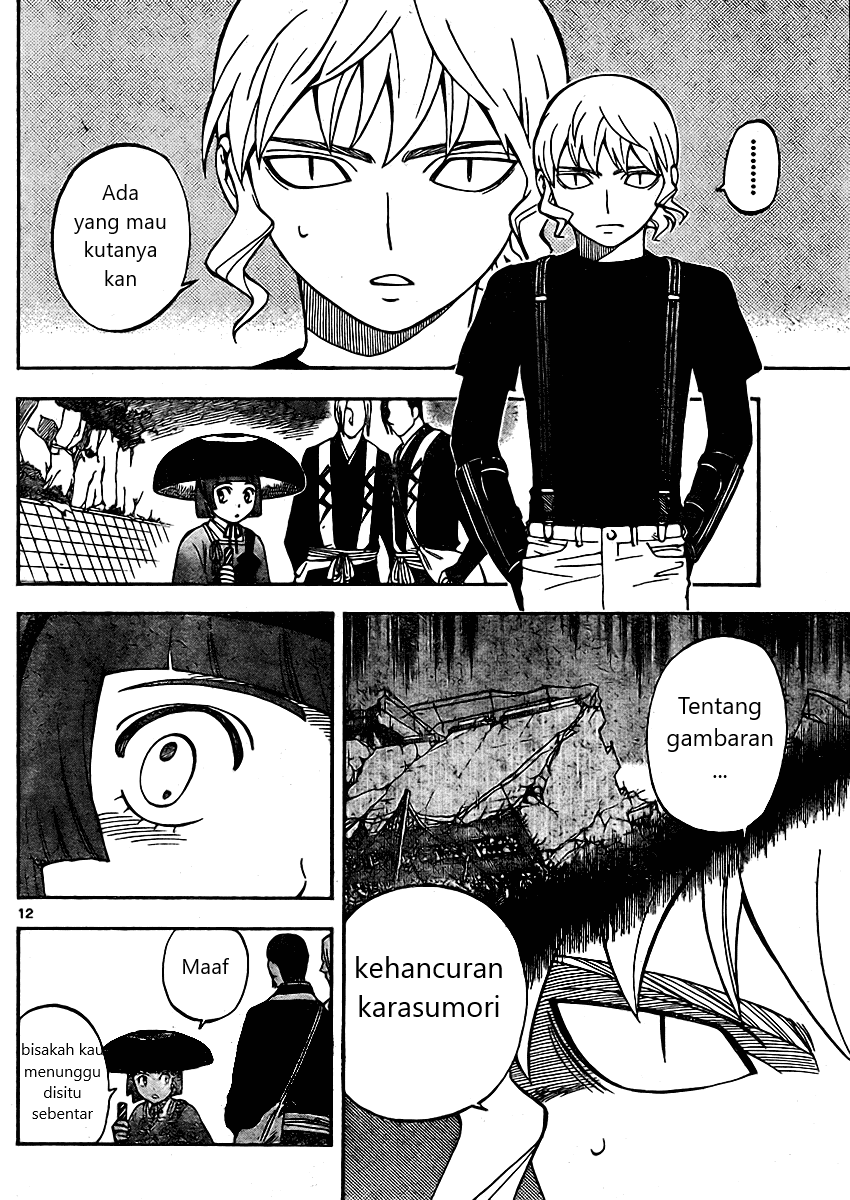 .........
Ada
yang mau
kutanya
kan
Tentang
gambaran
...
kehancuran
karasumori
12
Maaf
bisakah kau
menunggu
disitu
sebentar